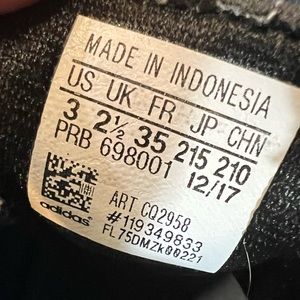 MADE IN INDONESIA
US UK FR JP CHN
3 2½ 35 215 210
PRB 698001 12/17
ART CQ2958
#119349833
FL75DMZk00221
adidas